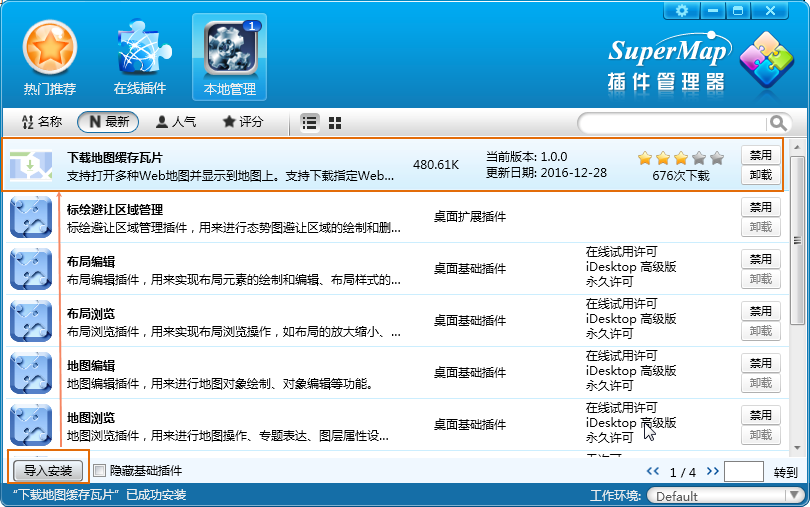 SuperMap
插件管理器
热门推荐
在线插件
本地管理
1
名称
N 最新
人气
评分
下载地图缓存瓦片
支持打开多种Web地图并显示到地图上。支持下载指定Web...
480.61K
当前版本: 1.0.0
更新日期: 2016-12-28
676次下载
禁用
卸载
标绘避让区域管理
标绘避让区域管理插件，用来进行态势图避让区域的绘制和删...
桌面扩展插件
禁用
卸载
布局编辑
布局编辑插件，用来实现布局元素的绘制和编辑、布局样式的...
桌面基础插件
在线试用许可
iDesktop 高级版
永久许可
禁用
卸载
布局浏览
布局浏览插件，用来实现布局浏览操作，如布局的放大缩小、...
桌面基础插件
在线试用许可
iDesktop 高级版
永久许可
禁用
卸载
地图编辑
地图编辑插件，用来进行地图对象绘制、对象编辑等功能。
桌面基础插件
在线试用许可
iDesktop 高级版
永久许可
禁用
卸载
地图浏览
地图浏览插件，用来进行地图操作、专题表达、图层属性设...
桌面基础插件
在线试用许可
iDesktop 高级版
永久许可
禁用
卸载
导入安装
隐藏基础插件
<< 1 / 4 >> 转到
“下载地图缓存瓦片”已成功安装
工作环境: Default